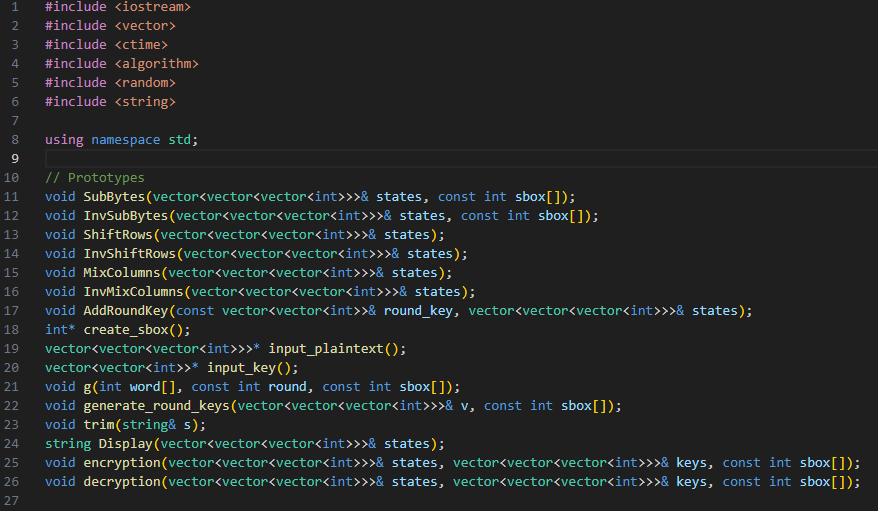 1 #include <iostream>
2 #include <vector>
3 #include <ctime>
4 #include <algorithm>
5 #include <random>
6 #include <string>
7
8 using namespace std;
9
10 // Prototypes
11 void SubBytes(vector<vector<vector<int>>>& states, const int sbox[]);
12 void InvSubBytes(vector<vector<vector<int>>>& states, const int sbox[]);
13 void ShiftRows(vector<vector<vector<int>>>& states);
14 void InvShiftRows(vector<vector<vector<int>>>& states);
15 void MixColumns(vector<vector<vector<int>>>& states);
16 void InvMixColumns(vector<vector<vector<int>>>& states);
17 void AddRoundKey(const vector<vector<int>>& round_key, vector<vector<vector<int>>>& states);
18 int* create_sbox();
19 vector<vector<vector<int>>>* input_plaintext();
20 vector<vector<int>>* input_key();
21 void g(int word[], const int round, const int sbox[]);
22 void generate_round_keys(vector<vector<vector<int>>>& v, const int sbox[]);
23 void trim(string& s);
24 string Display(vector<vector<vector<int>>>& states);
25 void encryption(vector<vector<vector<int>>>& states, vector<vector<vector<int>>>& keys, const int sbox[]);
26 void decryption(vector<vector<vector<int>>>& states, vector<vector<vector<int>>>& keys, const int sbox[]);
27